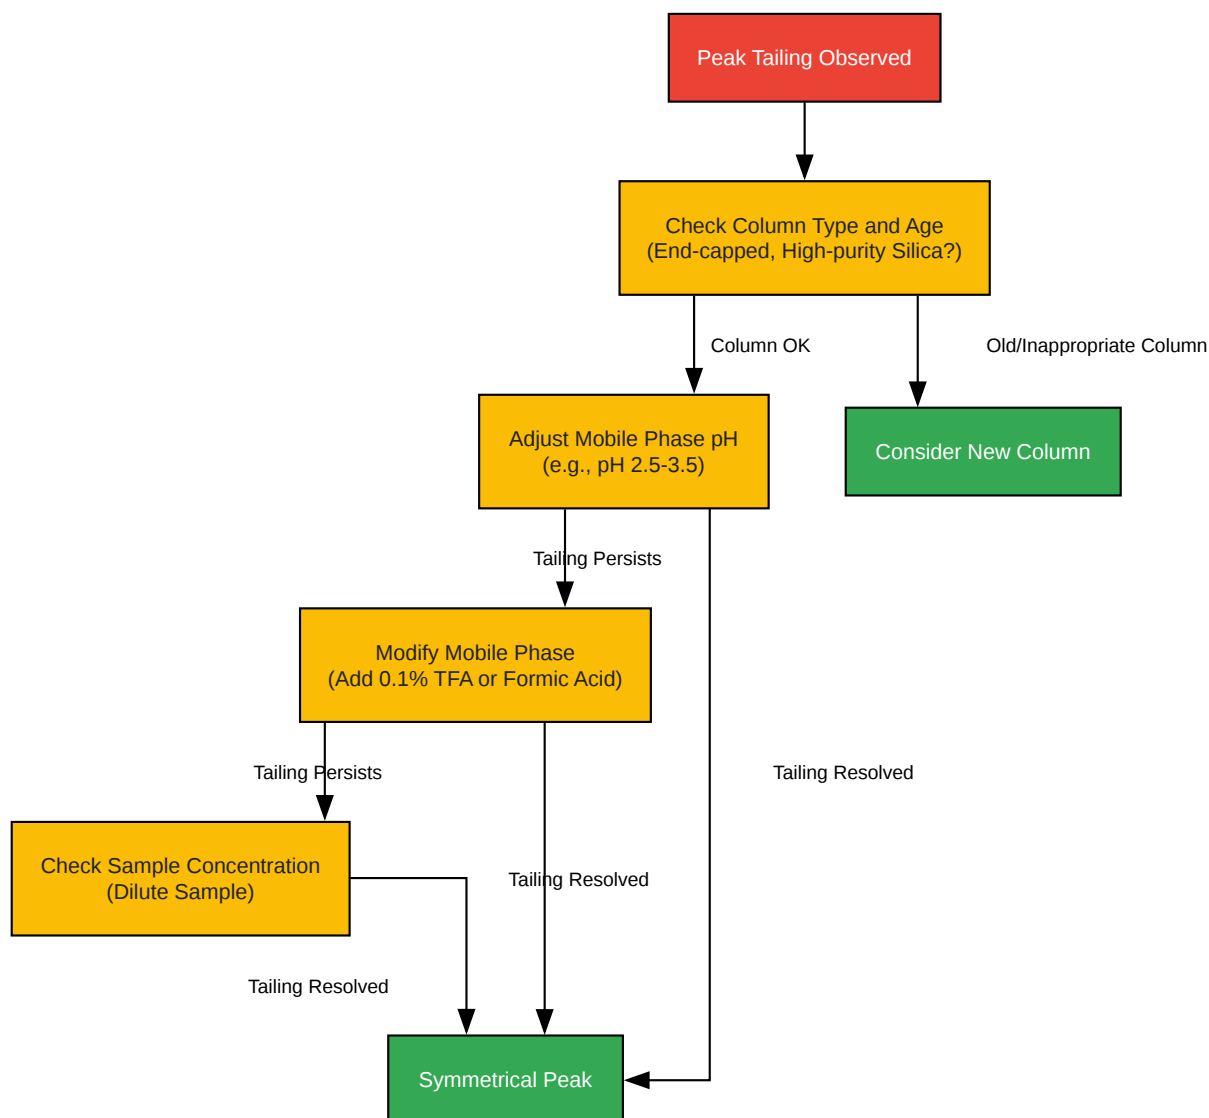 Peak Tailing Observed
Check Column Type and Age
(End-capped, High-purity Silica?)
Column OK
Old/Inappropriate Column
Adjust Mobile Phase pH
(e.g., pH 2.5-3.5)
Consider New Column
Tailing Persists
Modify Mobile Phase
(Add 0.1% TFA or Formic Acid)
Tailing Persists
Tailing Resolved
Check Sample Concentration
(Dilute Sample)
Tailing Resolved
Tailing Resolved
Symmetrical Peak